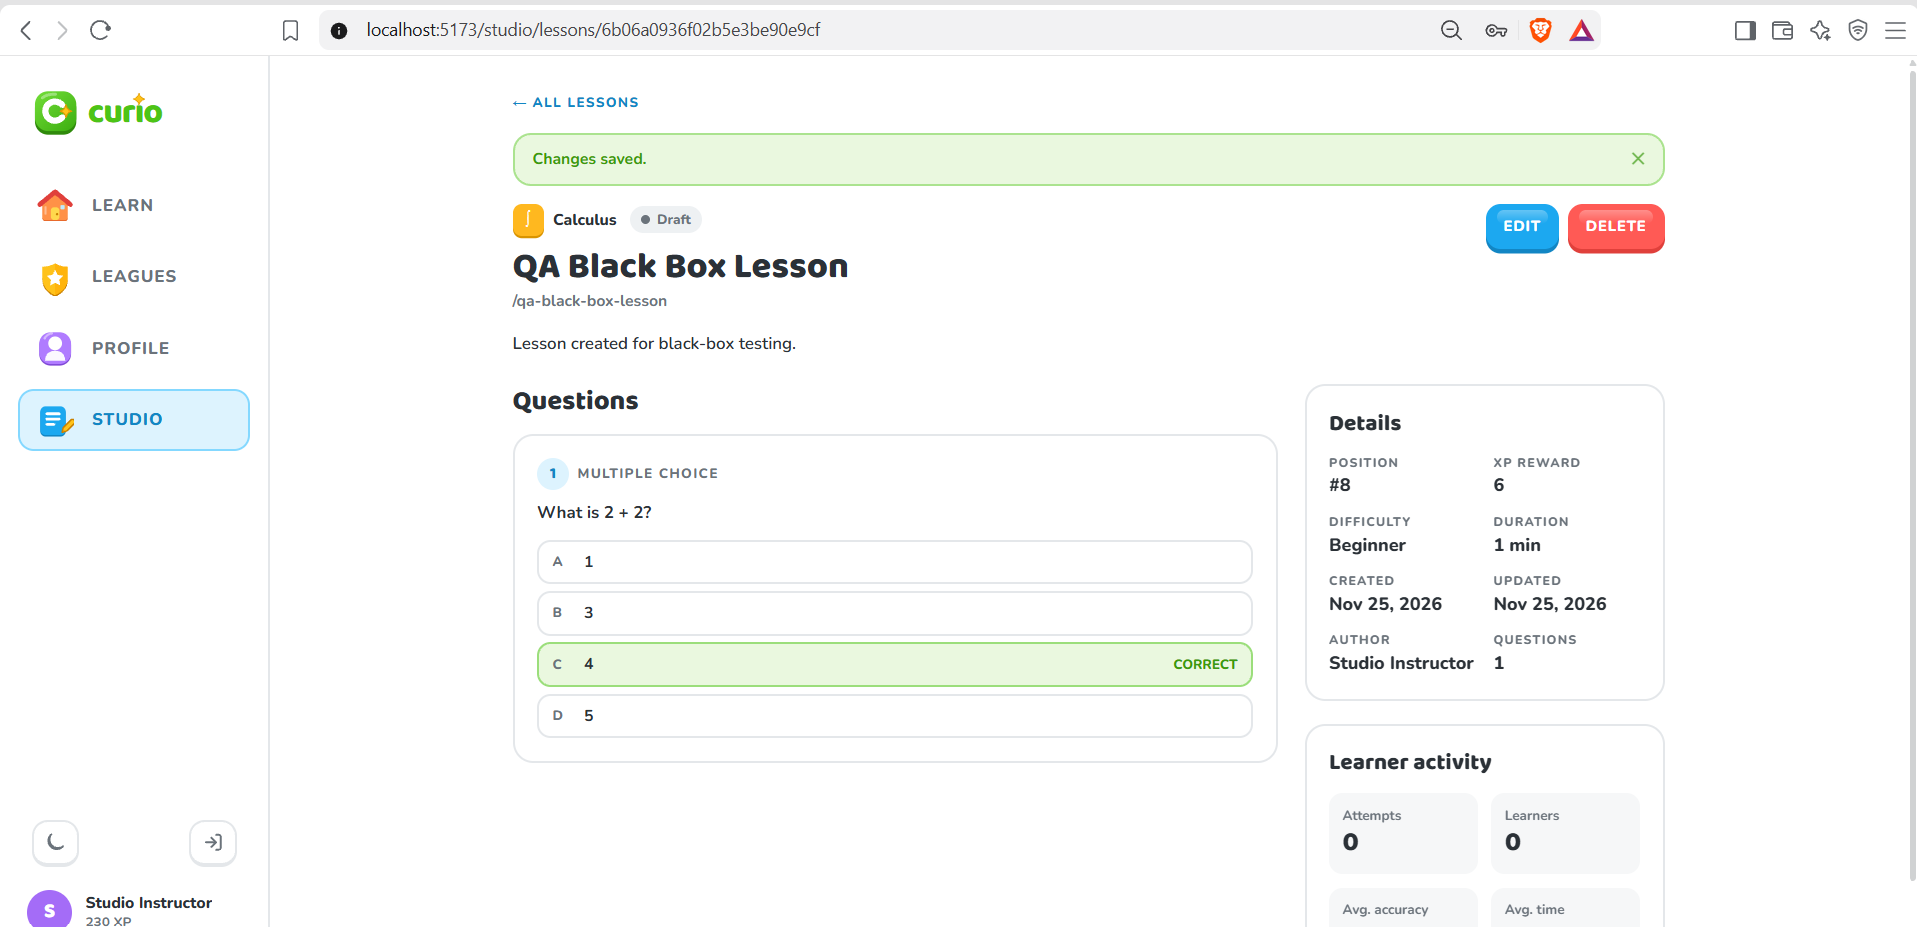 localhost:5173/studio/lessons/6b06a0936f02b5e3be90e9cf
curio
LEARN
LEAGUES
PROFILE
STUDIO
← ALL LESSONS
Changes saved.
Calculus
Draft
EDIT
DELETE
QA Black Box Lesson
/qa-black-box-lesson
Lesson created for black-box testing.
Questions
1 MULTIPLE CHOICE
What is 2 + 2?
A 1
B 3
C 4 CORRECT
D 5
Details
POSITION XP REWARD
#8 6
DIFFICULTY DURATION
Beginner 1 min
CREATED UPDATED
Nov 25, 2026 Nov 25, 2026
AUTHOR QUESTIONS
Studio Instructor 1
Learner activity
Attempts Learners
0 0
Avg. accuracy Avg. time
S Studio Instructor
230 XP